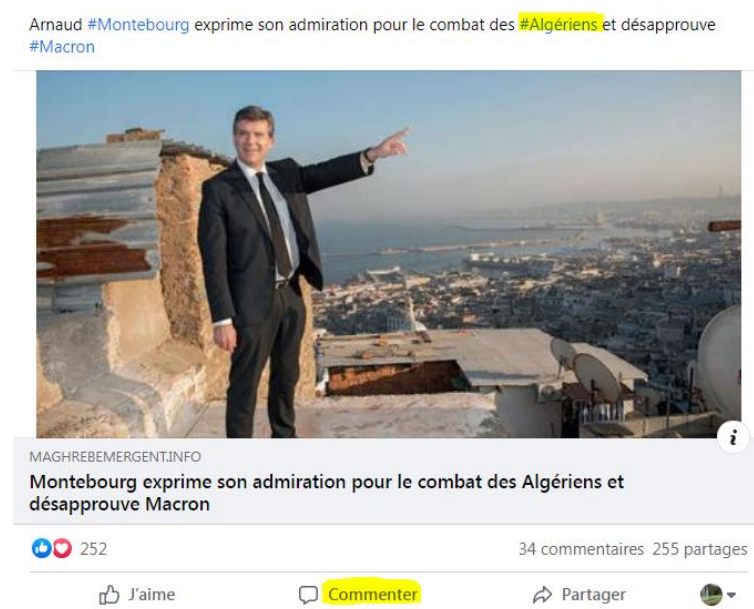 Arnaud #Montebourg exprime son admiration pour le combat des #Algériens et désapprouve
#Macron
i
MAGHREBEMERGENT.INFO
Montebourg exprime son admiration pour le combat des Algériens et
désapprouve Macron
252
34 commentaires 255 partages
J'aime
Commenter
Partager